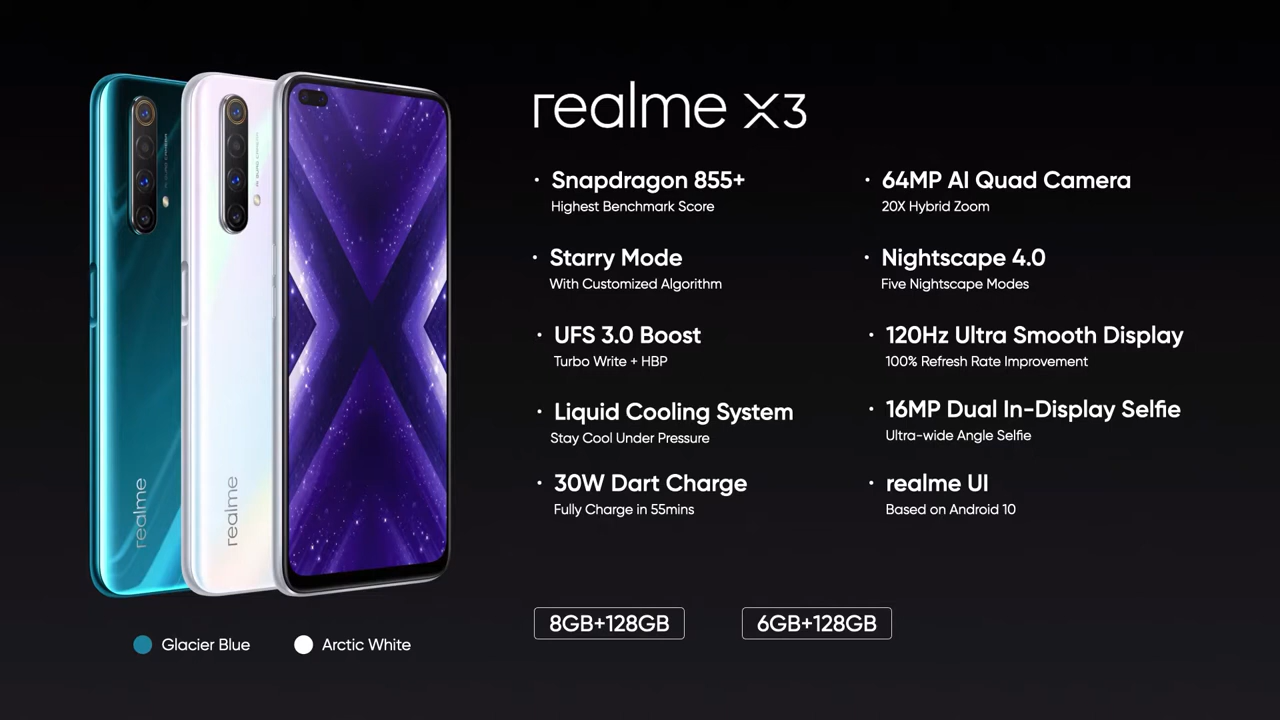 realme X3
• Snapdragon 855+
Highest Benchmark Score
• Starry Mode
With Customized Algorithm
• UFS 3.0 Boost
Turbo Write + HBP
• Liquid Cooling System
Stay Cool Under Pressure
• 30W Dart Charge
Fully Charge in 55mins
• 64MP AI Quad Camera
20X Hybrid Zoom
• Nightscape 4.0
Five Nightscape Modes
• 120Hz Ultra Smooth Display
100% Refresh Rate Improvement
• 16MP Dual In-Display Selfie
Ultra-wide Angle Selfie
• realme UI
Based on Android 10
8GB+128GB
6GB+128GB
realme
realme
Glacier Blue
Arctic White